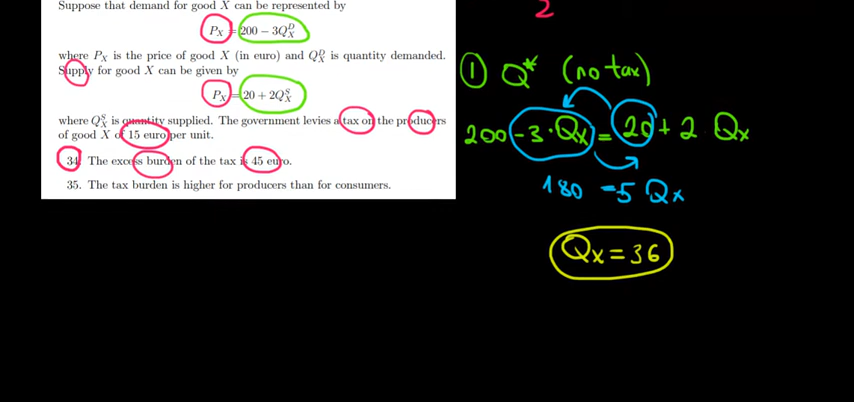 Suppose that demand for good X can be represented by
P_X = 200 − 3Q_X^D
where P_X is the price of good X (in euro) and Q_X^D is quantity demanded.
Supply for good X can be given by
P_X = 20 + 2Q_X^S
where Q_X^S is quantity supplied. The government levies a tax on the producers
of good X of 15 euro per unit.
34. The excess burden of the tax is 45 euro.
35. The tax burden is higher for producers than for consumers.
2
① Q* (no tax)
200 − 3 · Qx = 20 + 2 Qx
180 = 5 Qx
Qx = 36